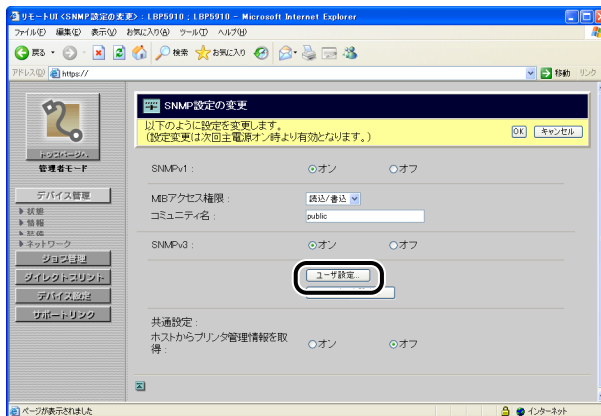 リモートUI <SNMP設定の変更> : LBP5910 ; LBP5910 - Microsoft Internet Explorer
ファイル(F) 編集(E) 表示(V) お気に入り(A) ツール(T) ヘルプ(H)
戻る 検索 お気に入り
アドレス(D) https:// 移動 リンク
SNMP設定の変更
以下のように設定を変更します。
(設定変更は次回主電源オン時より有効となります。)
OK キャンセル
トップページへ
管理者モード
デバイス管理
状態
情報
ネットワーク
ジョブ管理
ダイレクトプリント
デバイス設定
サポートリンク
SNMPv1 : オン オフ
MIBアクセス権限 : 読込/書込
コミュニティ名 : public
SNMPv3 : オン オフ
ユーザ設定...
共通設定 :
ホストからプリンタ管理情報を取
得 : オン オフ
ページが表示されました インターネット